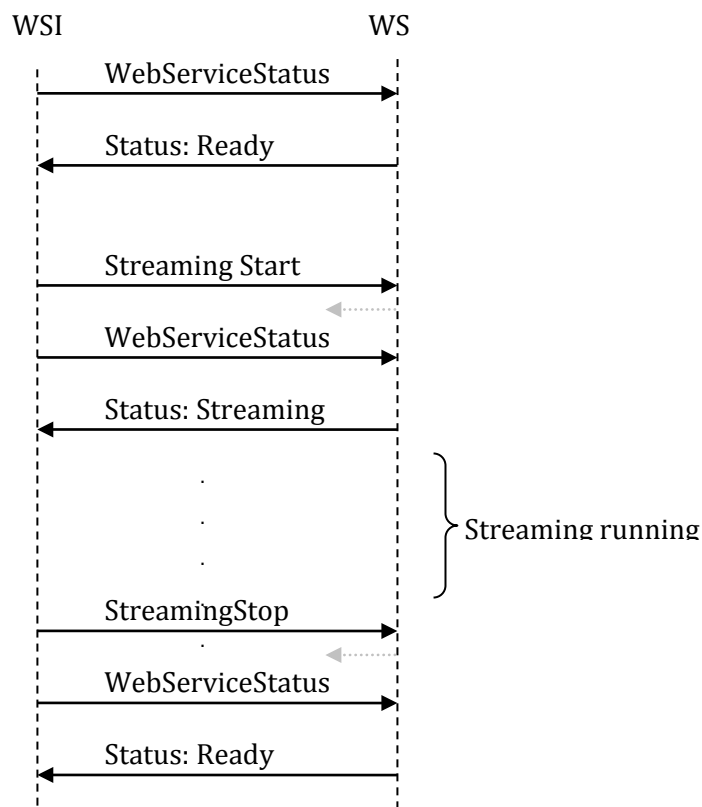 WSI WS
WebServiceStatus
Status: Ready
Streaming Start
WebServiceStatus
Status: Streaming
.
.
.
Streaming running
StreamingStop
.
WebServiceStatus
Status: Ready